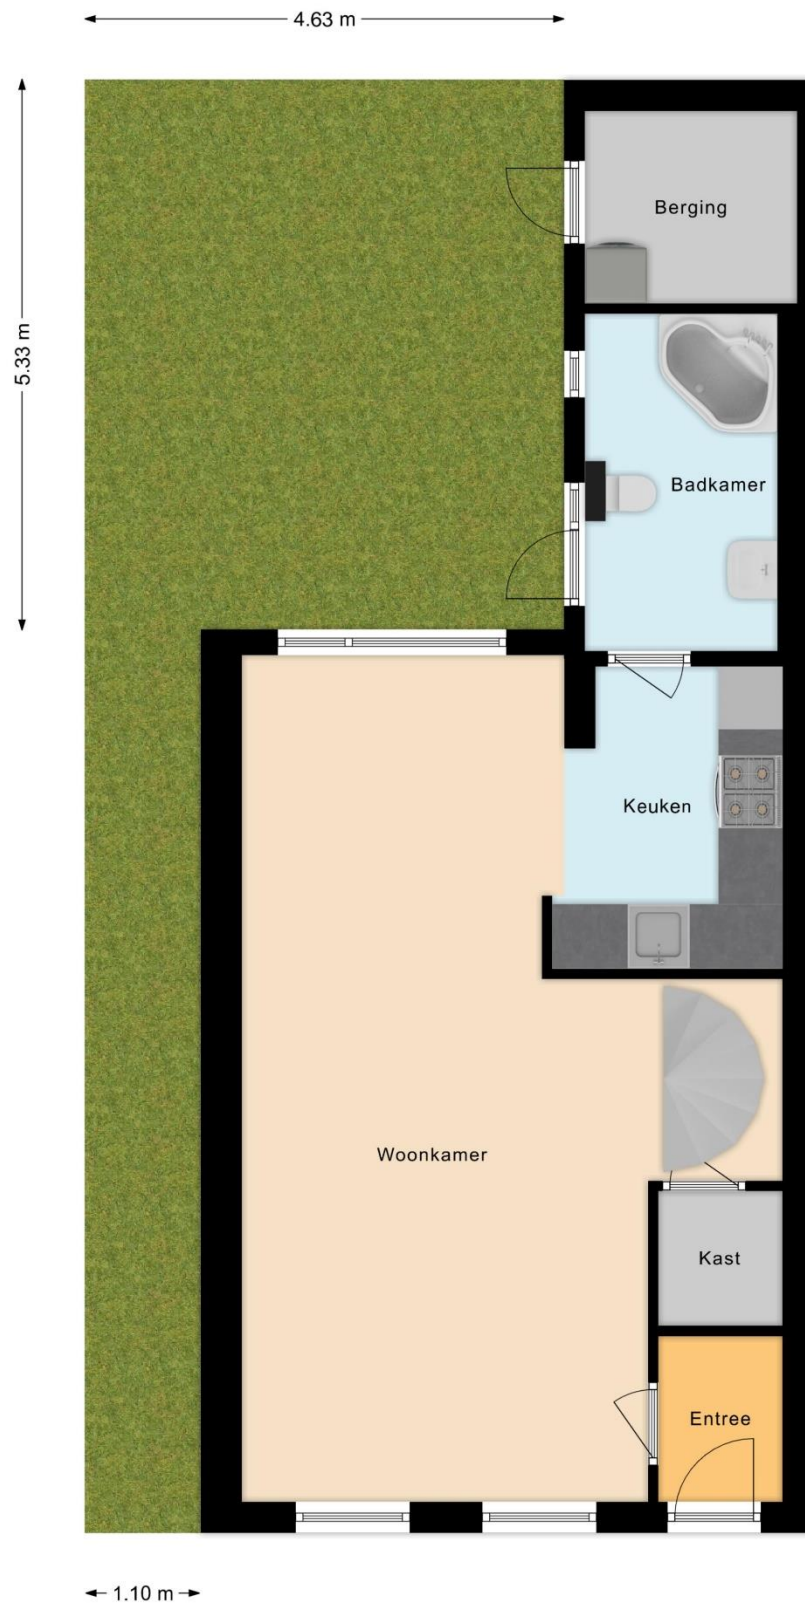 4.63 m
5.33 m
Berging
Badkamer
Keuken
Woonkamer
Kast
Entree
1.10 m